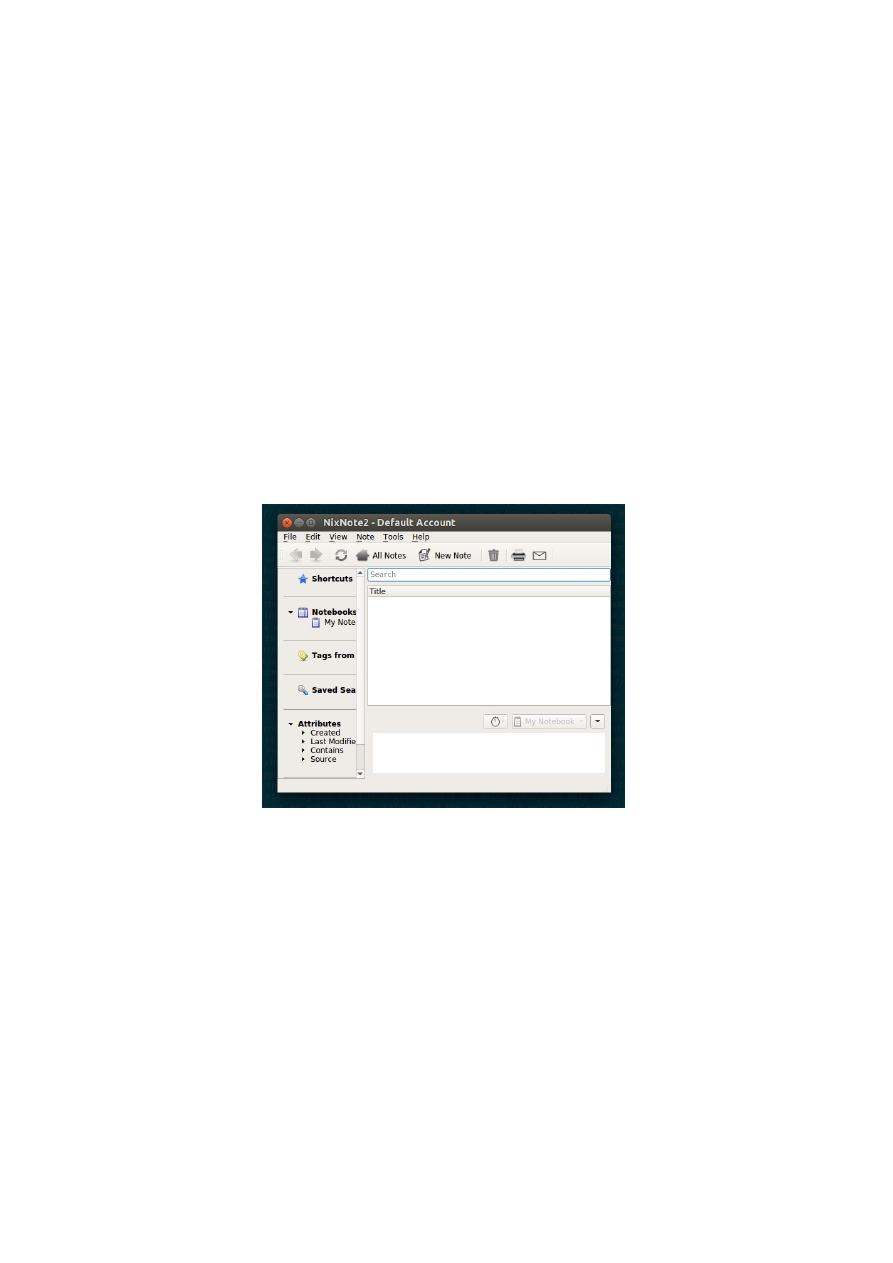 NixNote2 - Default Account
File Edit View Note Tools Help
All Notes New Note
Shortcuts
Notebooks
My Note
Tags from
Saved Sea
Attributes
Created
Last Modifie
Contains
Source
Search
Title
My Notebook